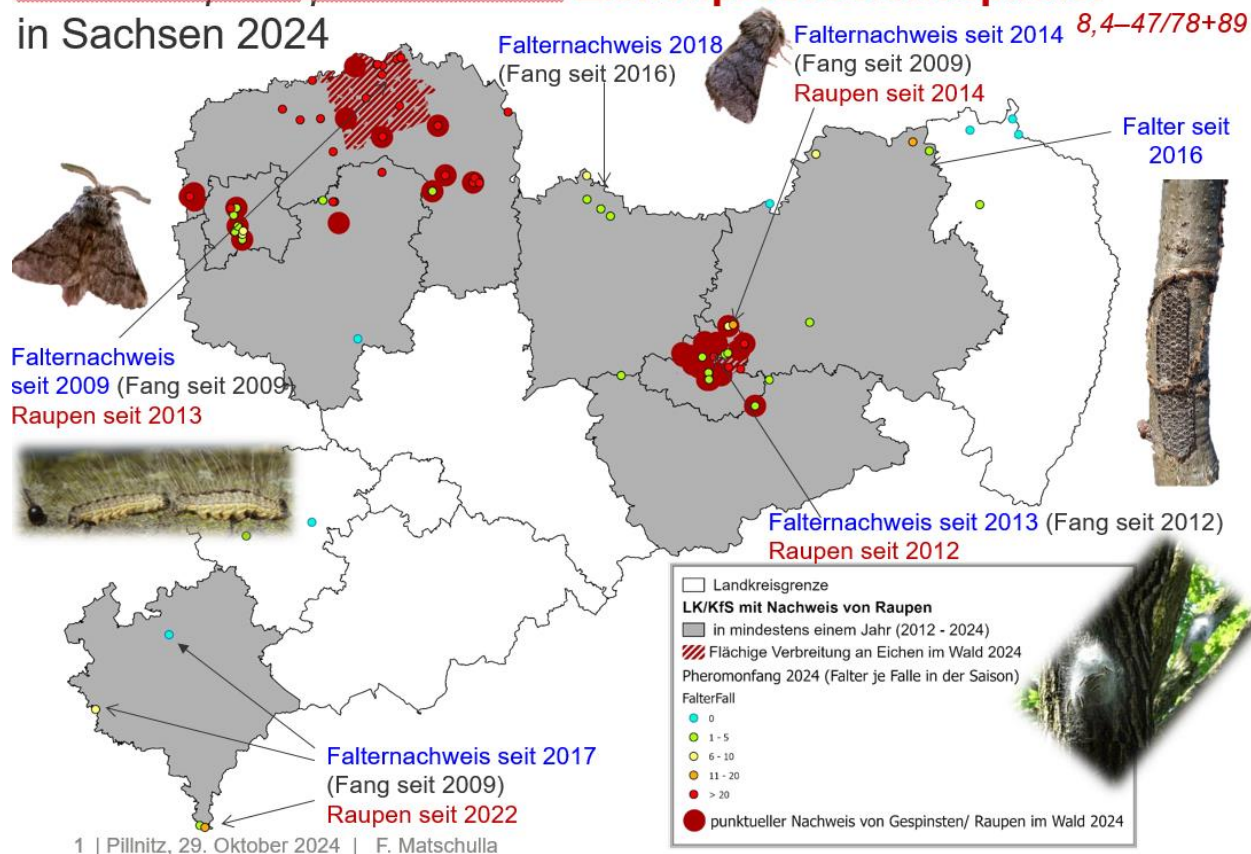 in Sachsen 2024
8,4–47/78+89
Falternachweis 2018
(Fang seit 2016)
Falternachweis seit 2014
(Fang seit 2009)
Raupen seit 2014
Falter seit
2016
Falternachweis
seit 2009 (Fang seit 2009)
Raupen seit 2013
Falternachweis seit 2013 (Fang seit 2012)
Raupen seit 2012
Falternachweis seit 2017
(Fang seit 2009)
Raupen seit 2022
Landkreisgrenze
LK/KfS mit Nachweis von Raupen
in mindestens einem Jahr (2012 - 2024)
Flächige Verbreitung an Eichen im Wald 2024
Pheromonfang 2024 (Falter je Falle in der Saison)
FalterFall
0
1 - 5
6 - 10
11 - 20
> 20
punktueller Nachweis von Gespinsten/ Raupen im Wald 2024
1 | Pillnitz, 29. Oktober 2024 | F. Matschulla